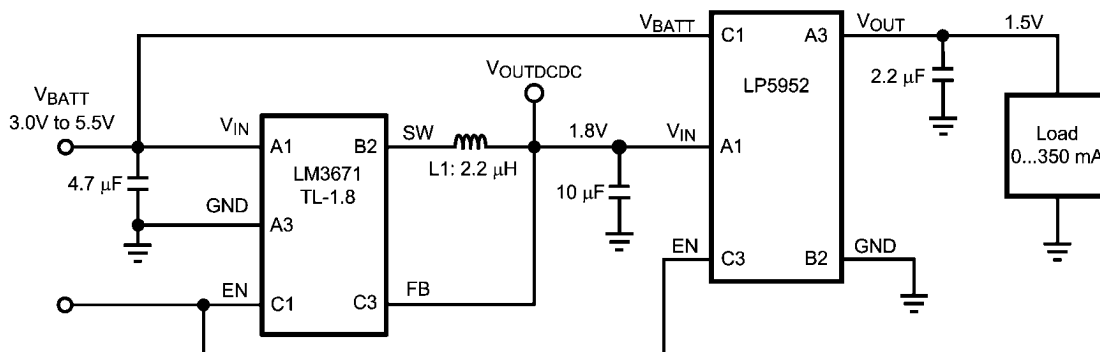 VBATT
C1
A3
VOUT
1.5V
VOUTDCDC
LP5952
2.2 μF
VBATT
3.0V to 5.5V
VIN
A1
B2
SW
L1: 2.2 μH
1.8V
VIN
A1
Load
0...350 mA
4.7 μF
LM3671
TL-1.8
10 μF
GND
A3
EN
C3
B2
GND
EN
C1
C3
FB